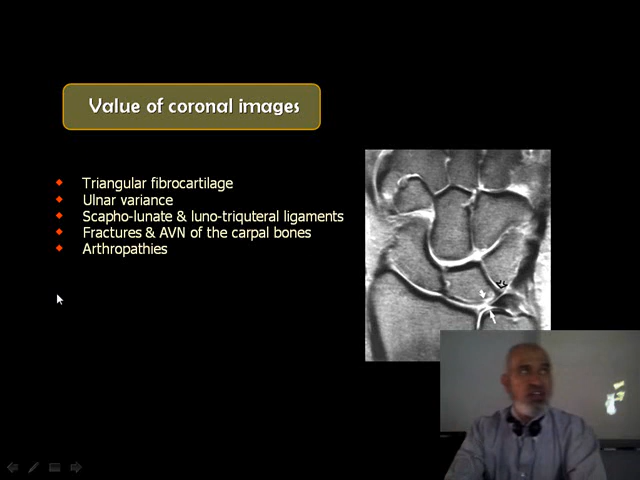 Value of coronal images
Triangular fibrocartilage
Ulnar variance
Scapho-lunate & luno-triquteral ligaments
Fractures & AVN of the carpal bones
Arthropathies